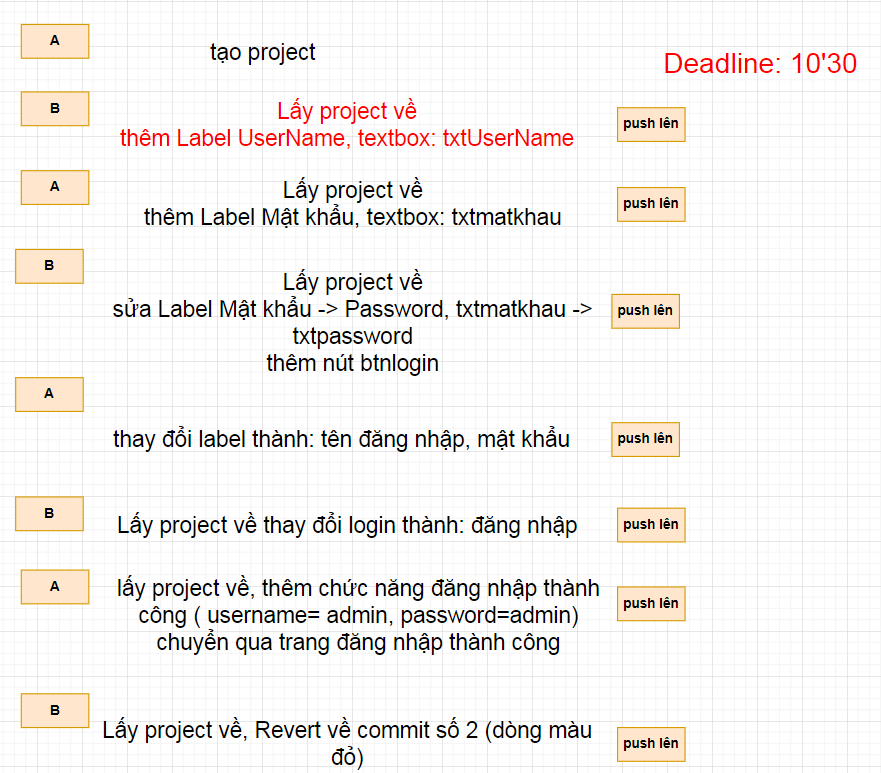 A
tạo project
Deadline: 10'30
B
Lấy project về
thêm Label UserName, textbox: txtUserName
push lên
A
Lấy project về
thêm Label Mật khẩu, textbox: txtmatkhau
push lên
B
Lấy project về
sửa Label Mật khẩu -> Password, txtmatkhau ->
txtpassword
thêm nút btnlogin
push lên
A
thay đổi label thành: tên đăng nhập, mật khẩu
push lên
B
Lấy project về thay đổi login thành: đăng nhập
push lên
A
lấy project về, thêm chức năng đăng nhập thành
công ( username= admin, password=admin)
chuyển qua trang đăng nhập thành công
push lên
B
Lấy project về, Revert về commit số 2 (dòng màu
đỏ)
push lên